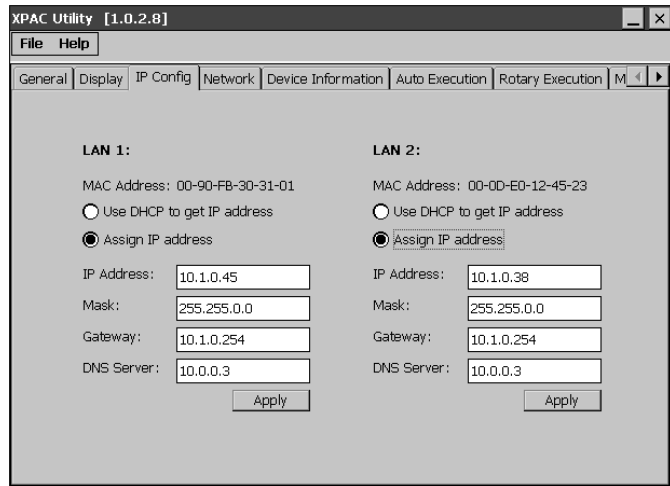 XPAC Utility [1.0.2.8]
File Help
General Display IP Config Network Device Information Auto Execution Rotary Execution M
LAN 1: LAN 2:
MAC Address: 00-90-FB-30-31-01 MAC Address: 00-0D-E0-12-45-23
Use DHCP to get IP address Use DHCP to get IP address
Assign IP address Assign IP address
IP Address: 10.1.0.45 IP Address: 10.1.0.38
Mask: 255.255.0.0 Mask: 255.255.0.0
Gateway: 10.1.0.254 Gateway: 10.1.0.254
DNS Server: 10.0.0.3 DNS Server: 10.0.0.3
Apply Apply